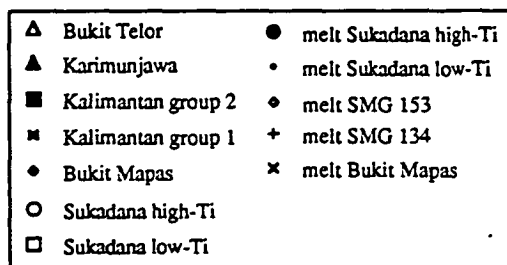 Bukit Telor
Karimunjawa
Kalimantan group 2
Kalimantan group 1
Bukit Mapas
Sukadana high-Ti
Sukadana low-Ti
melt Sukadana high-Ti
melt Sukadana low-Ti
melt SMG 153
melt SMG 134
melt Bukit Mapas